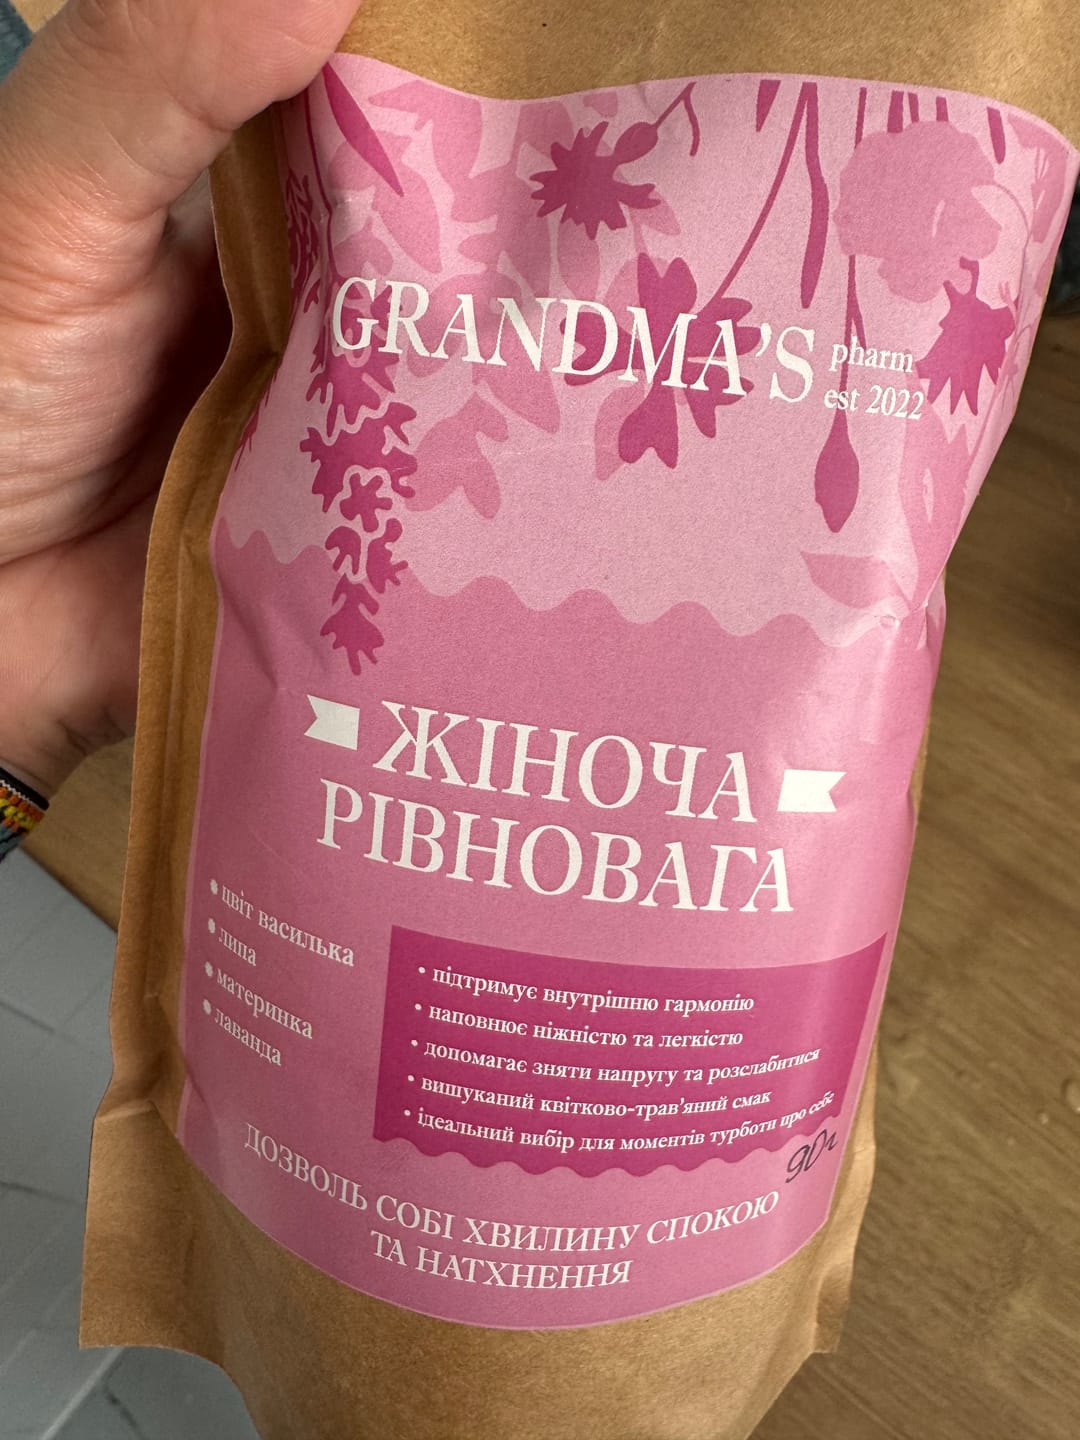 GRANDMA'S pharm
est 2022
ЖІНОЧА
РІВНОВАГА
цвіт василька
липа
материнка
лаванда
• підтримує внутрішню гармонію
• наповнює ніжністю та легкістю
• допомагає зняти напругу та розслабитися
• вишуканий квітково-трав'яний смак
• ідеальний вибір для моментів турботи про себе
90г
ДОЗВОЛЬ СОБІ ХВИЛИНУ СПОКОЮ
ТА НАТХНЕННЯ